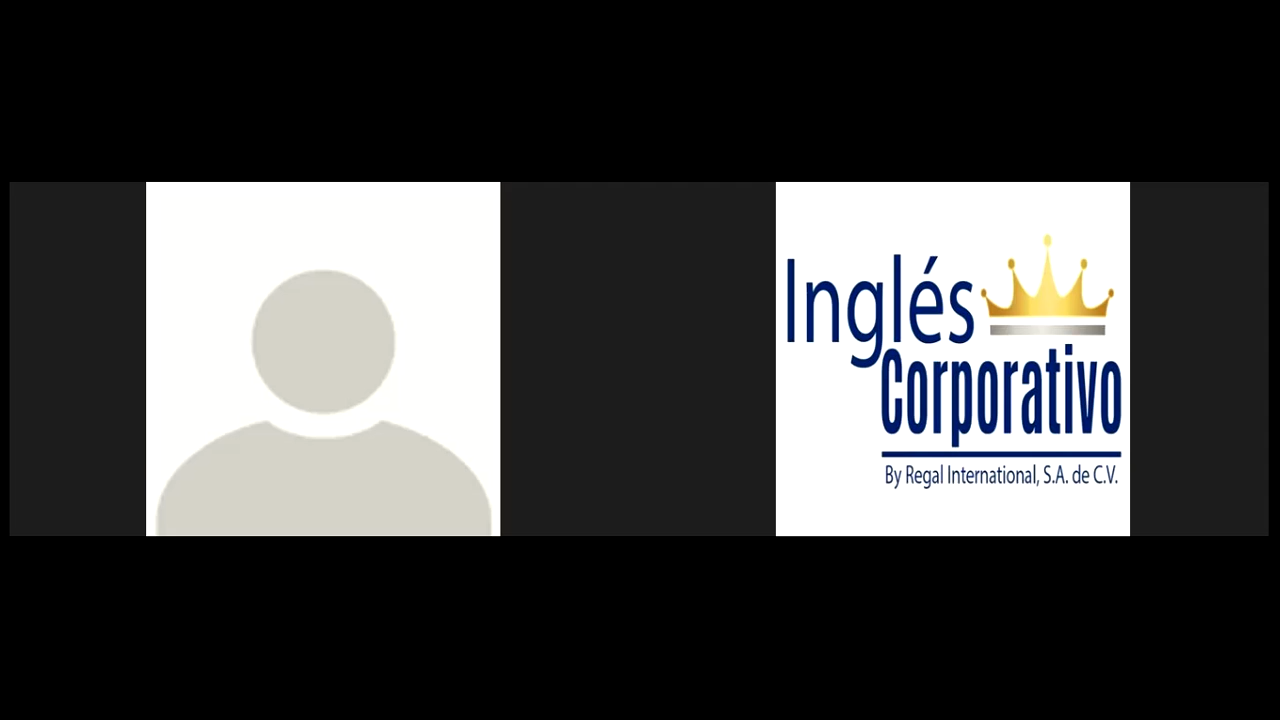 Inglés
Corporativo
By Regal International, S.A. de C.V.